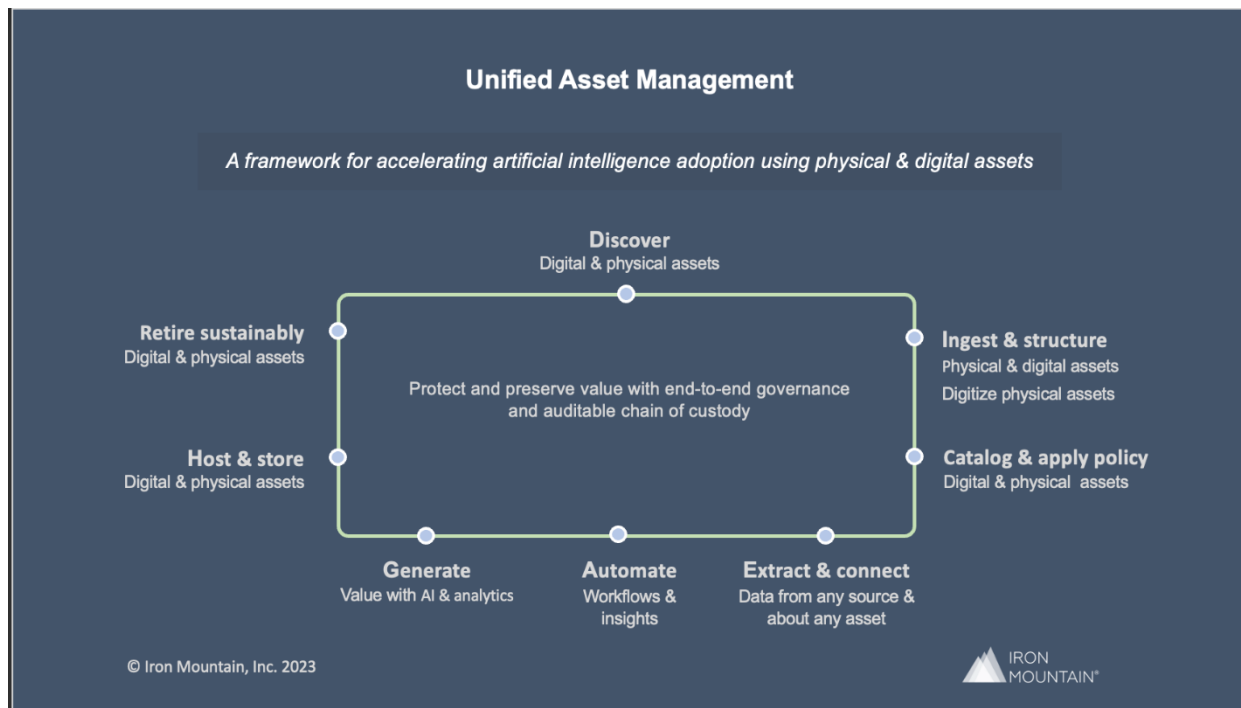 Unified Asset Management
A framework for accelerating artificial intelligence adoption using physical & digital assets
Discover
Digital & physical assets
Retire sustainably
Digital & physical assets
Ingest & structure
Physical & digital assets
Digitize physical assets
Protect and preserve value with end-to-end governance
and auditable chain of custody
Host & store
Digital & physical assets
Catalog & apply policy
Digital & physical assets
Generate
Value with AI & analytics
Automate
Workflows &
insights
Extract & connect
Data from any source &
about any asset
© Iron Mountain, Inc. 2023
IRON
MOUNTAIN®